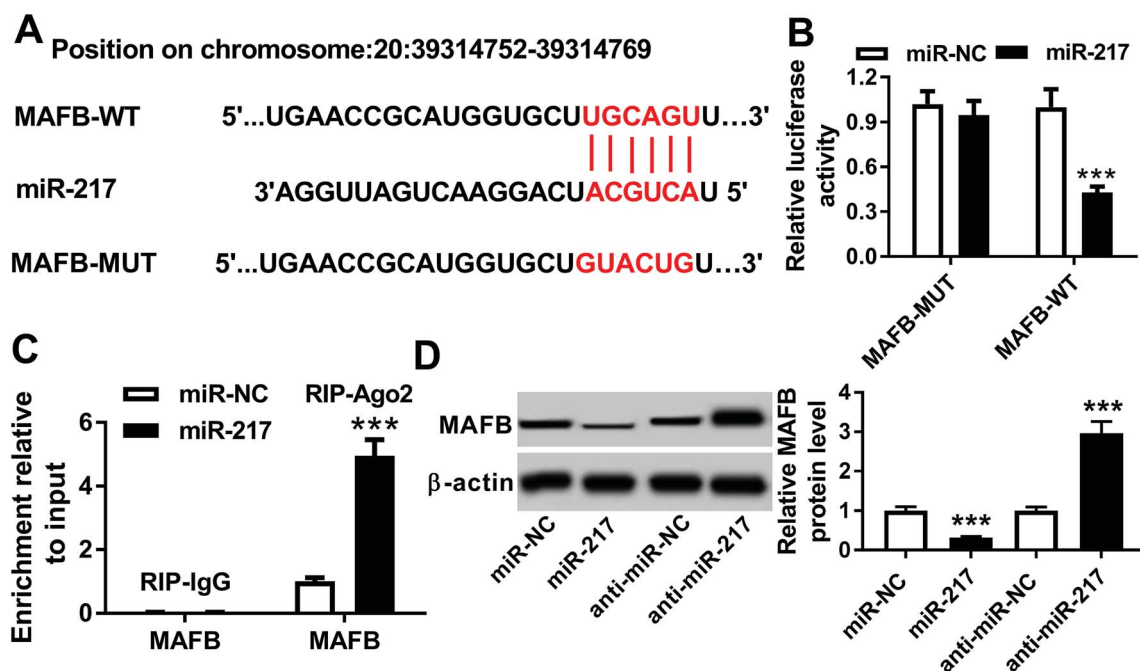 A
Position on chromosome:20:39314752-39314769
MAFB-WT 5'...UGAACCGCAUGGUGCUUGCAGUU...3'
miR-217 3'AGGUUAGUCAAGGACUACGUCAU 5'
MAFB-MUT 5'...UGAACCGCAUGGUGCUGUACUGU...3'
B
miR-NC miR-217
Relative luciferase
activity
1.2
0.9
0.6
0.3
0.0
***
MAFB-MUT MAFB-WT
C
miR-NC
miR-217
RIP-Ago2
***
Enrichment relative
to input
6
4
2
0
RIP-IgG
MAFB MAFB
D
MAFB
β-actin
miR-NC miR-217 anti-miR-NC anti-miR-217
Relative MAFB
protein level
4
3
2
1
0
*** ***
miR-NC miR-217 anti-miR-NC anti-miR-217